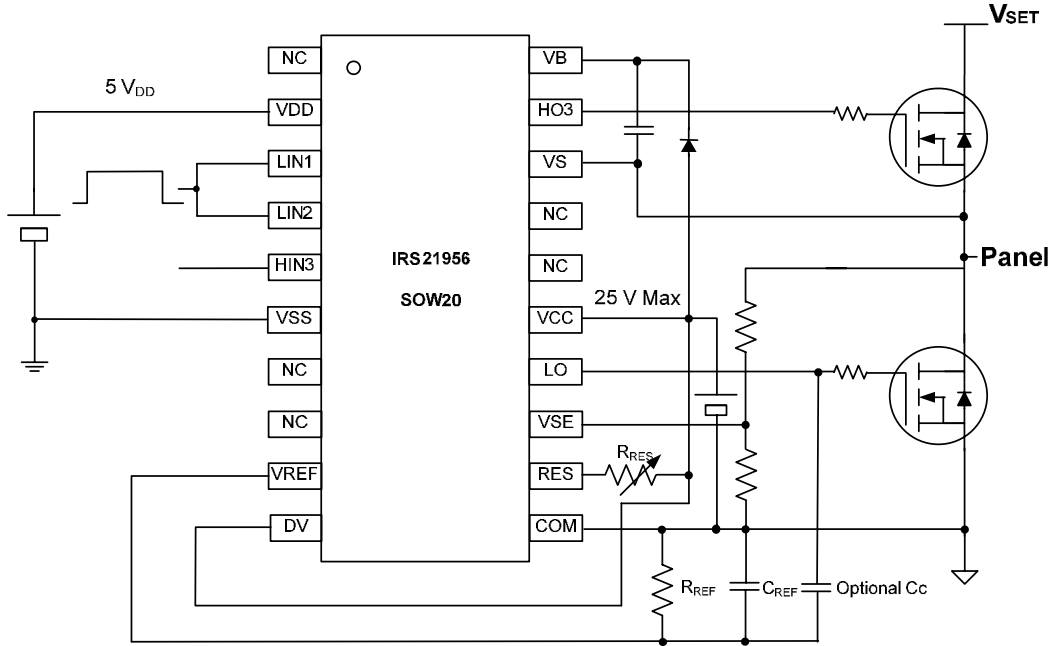 VSET
NC
VB
5 VDD
VDD
HO3
LIN1
VS
LIN2
NC
HIN3
IRS21956
SOW20
NC
Panel
25 V Max
VSS
VCC
NC
LO
NC
VSE
RRES
VREF
RES
DV
COM
RREF
CREF
Optional Cc